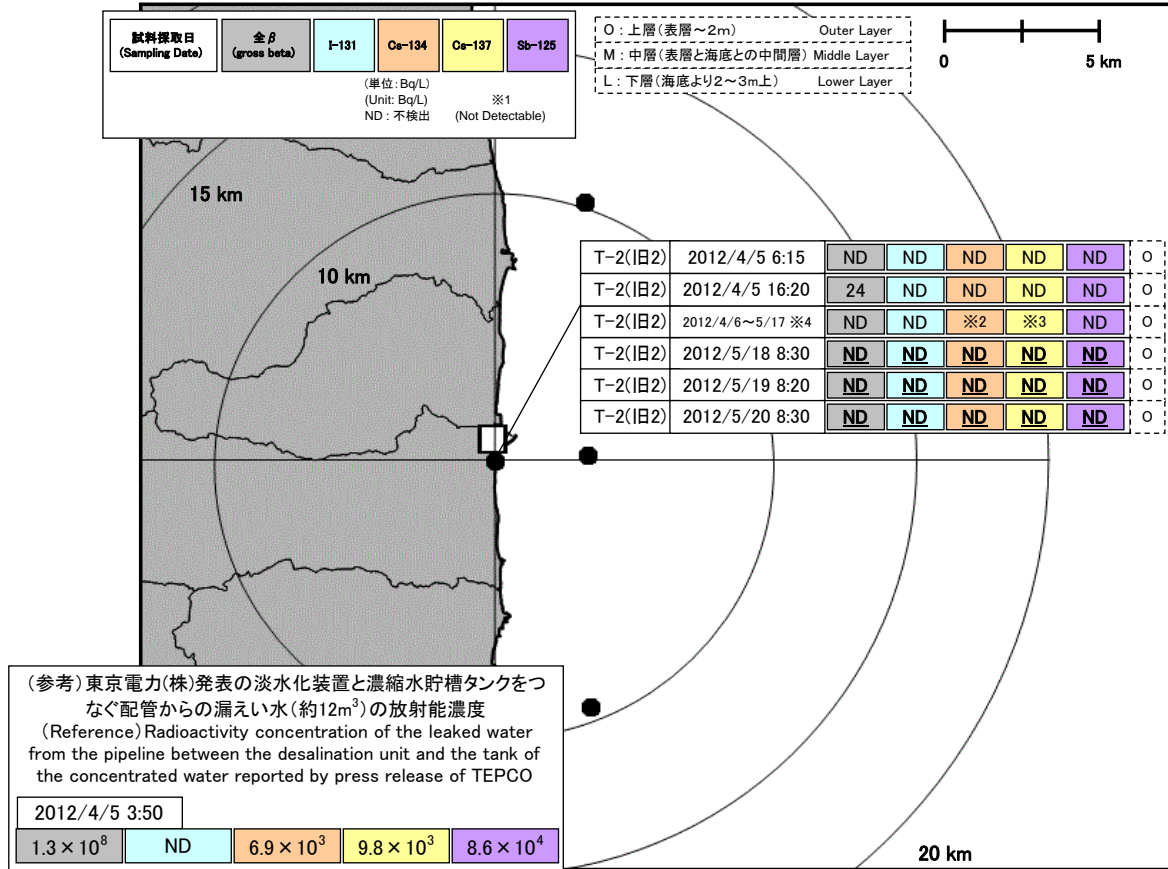 試料採取日
(Sampling Date)
全β
(gross beta)
I-131
Cs-134
Cs-137
Sb-125
(単位:Bq/L)
(Unit: Bq/L)
ND : 不検出
※1
(Not Detectable)
O : 上層(表層~2m) Outer Layer
M : 中層(表層と海底との中間層) Middle Layer
L : 下層(海底より2~3m上) Lower Layer
0 5 km
15 km
10 km
T-2(旧2) 2012/4/5 6:15 ND ND ND ND ND O
T-2(旧2) 2012/4/5 16:20 24 ND ND ND ND O
T-2(旧2) 2012/4/6~5/17 ※4 ND ND ※2 ※3 ND O
T-2(旧2) 2012/5/18 8:30 ND ND ND ND ND O
T-2(旧2) 2012/5/19 8:20 ND ND ND ND ND O
T-2(旧2) 2012/5/20 8:30 ND ND ND ND ND O
(参考)東京電力(株)発表の淡水化装置と濃縮水貯槽タンクをつ
なぐ配管からの漏えい水(約12m³)の放射能濃度
(Reference)Radioactivity concentration of the leaked water
from the pipeline between the desalination unit and the tank of
the concentrated water reported by press release of TEPCO
2012/4/5 3:50
1.3×10⁸ ND 6.9×10³ 9.8×10³ 8.6×10⁴
20 km